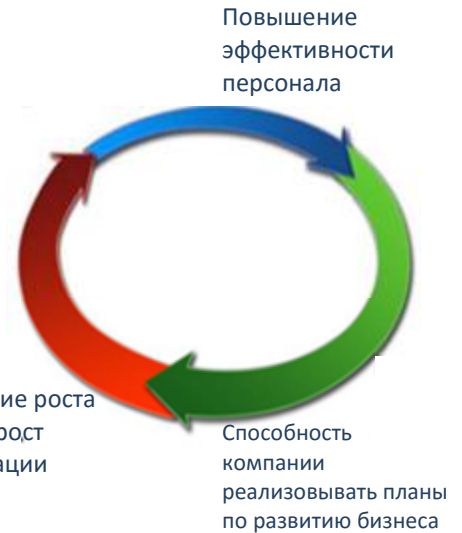 Повышение
эффективности
персонала
ие роста
рост
ации
Способность
компании
реализовывать планы
по развитию бизнеса